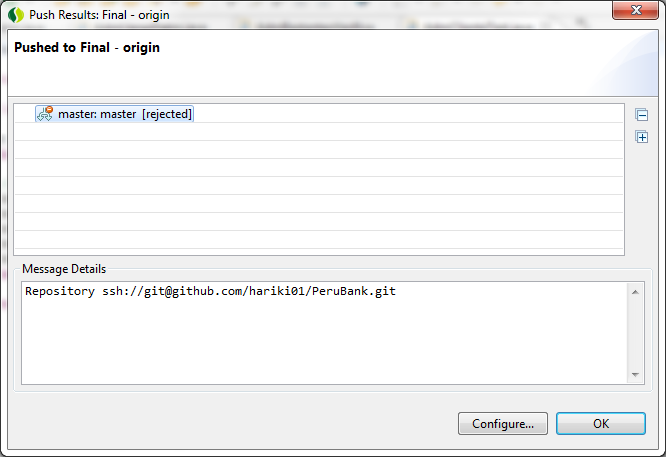 Push Results: Final - origin
Pushed to Final - origin
master: master [rejected]
Message Details
Repository ssh://git@github.com/hariki01/PeruBank.git
Configure...
OK